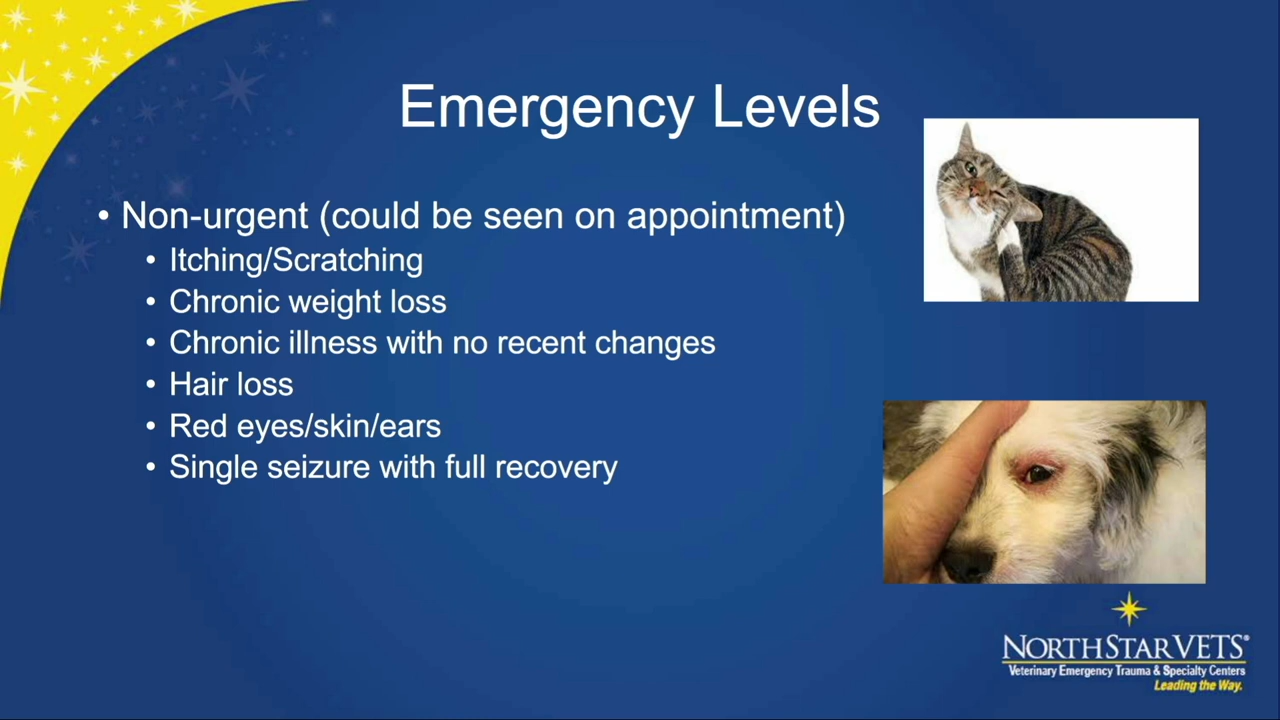 Emergency Levels
• Non-urgent (could be seen on appointment)
• Itching/Scratching
• Chronic weight loss
• Chronic illness with no recent changes
• Hair loss
• Red eyes/skin/ears
• Single seizure with full recovery
NORTHSTAR VETS®
Veterinary Emergency Trauma & Specialty Centers
Leading the Way.